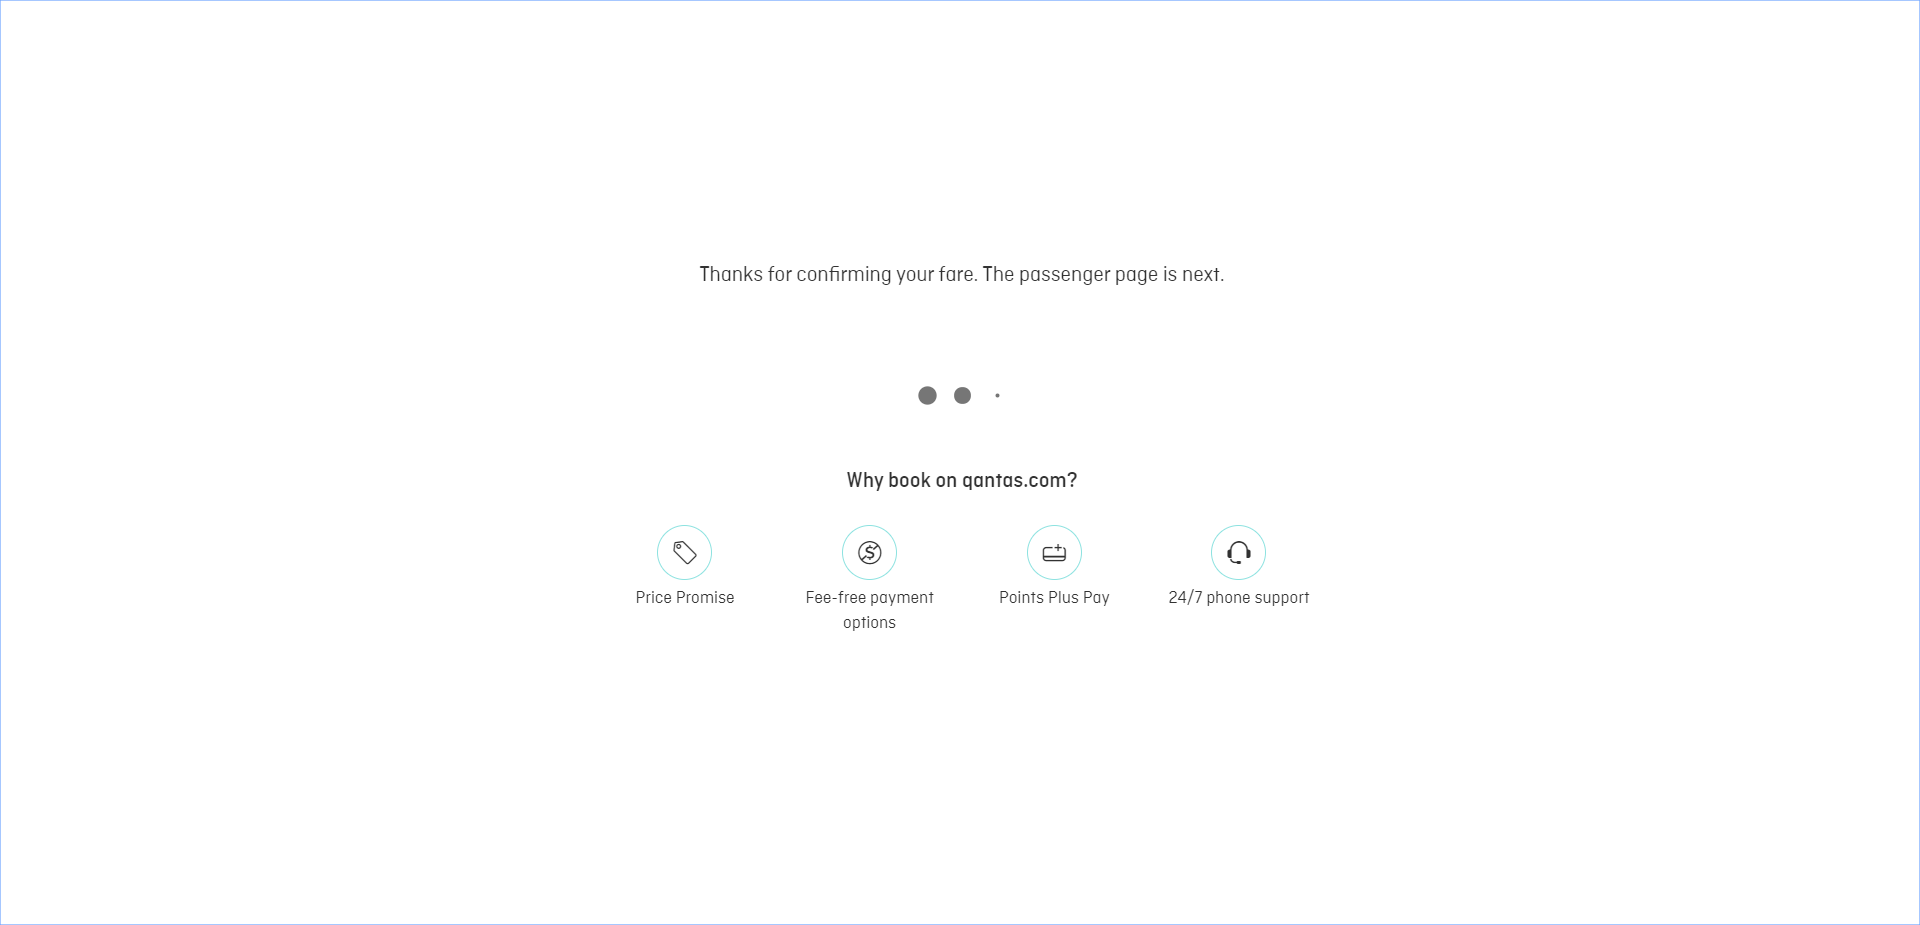 Thanks for confirming your fare. The passenger page is next.
Why book on qantas.com?
Price Promise
Fee-free payment
options
Points Plus Pay
24/7 phone support